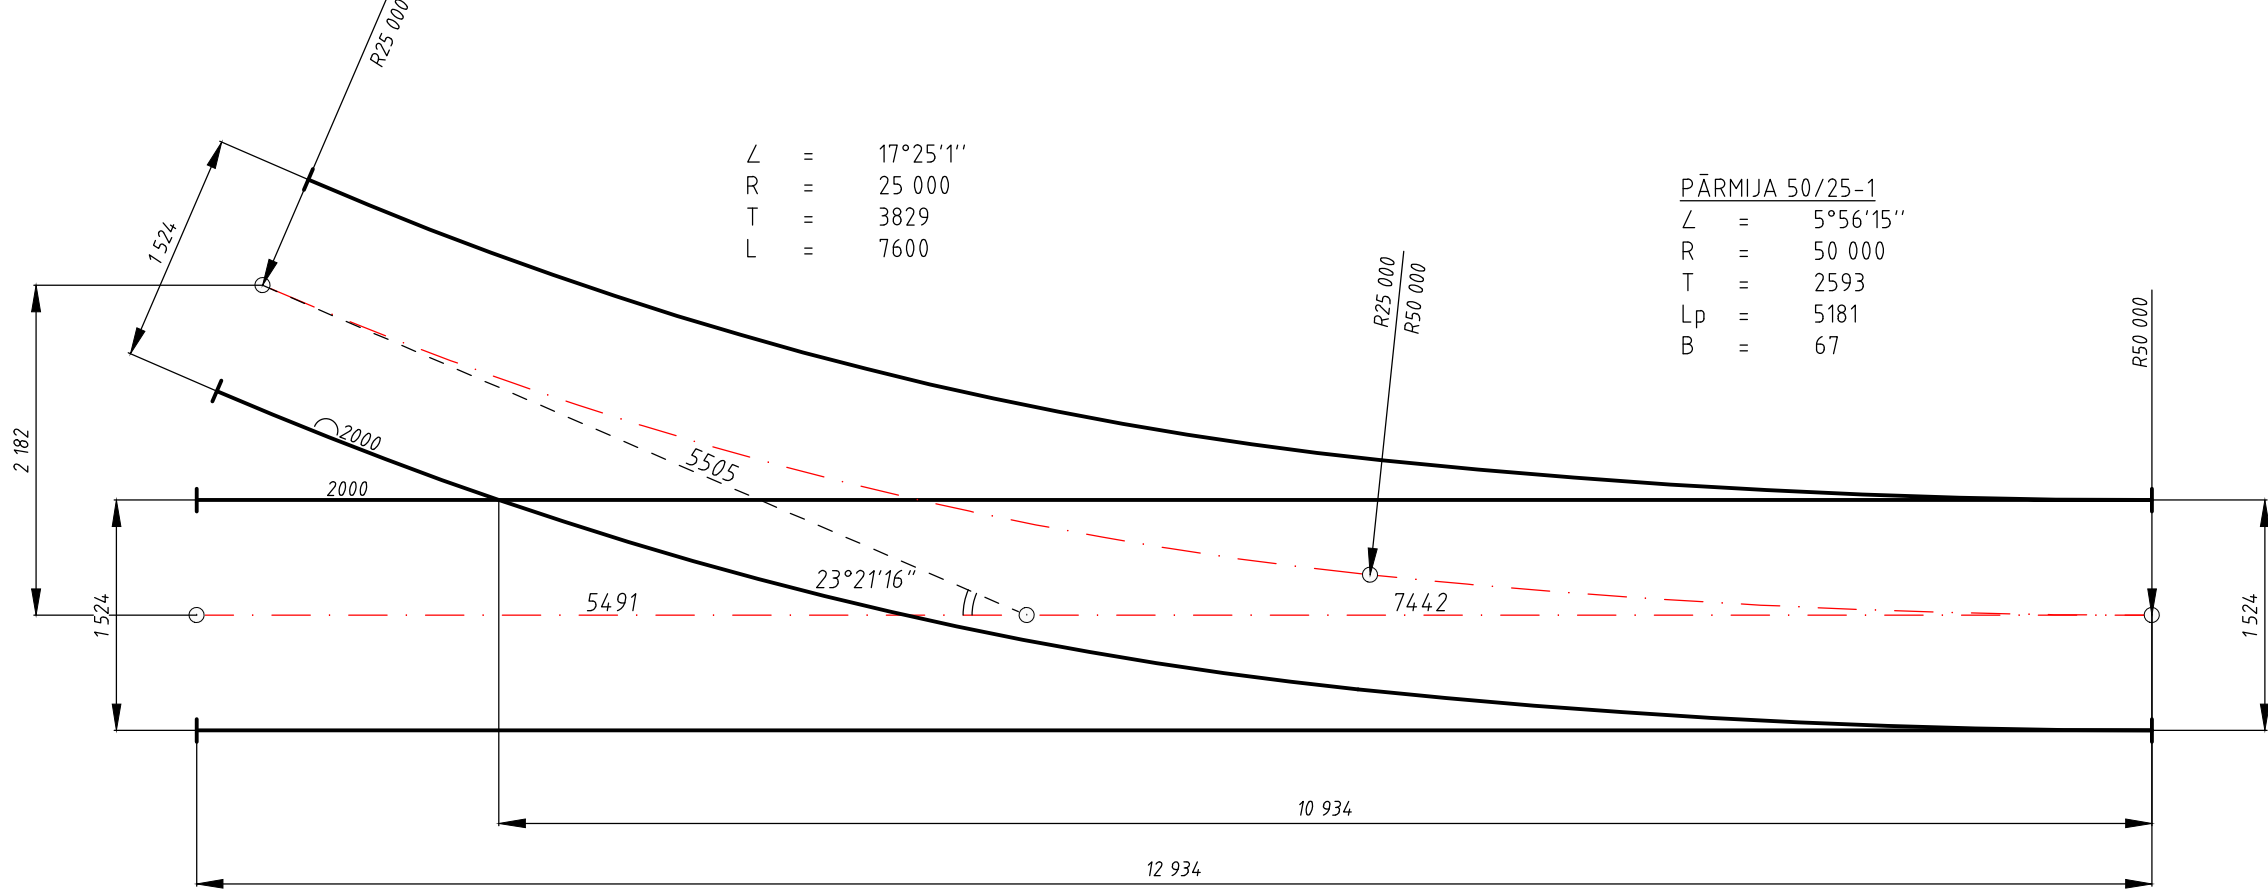 R25 000
∠ = 17°25'1''
R = 25 000
T = 3829
L = 7600
PĀRMIJA 50/25-1
∠ = 5°56'15''
R = 50 000
T = 2593
Lp = 5181
B = 67
1 524
R25 000
R50 000
R50 000
2 182
2000
5505
2000
23°21'16"
5491
7442
1 524
1 524
10 934
12 934